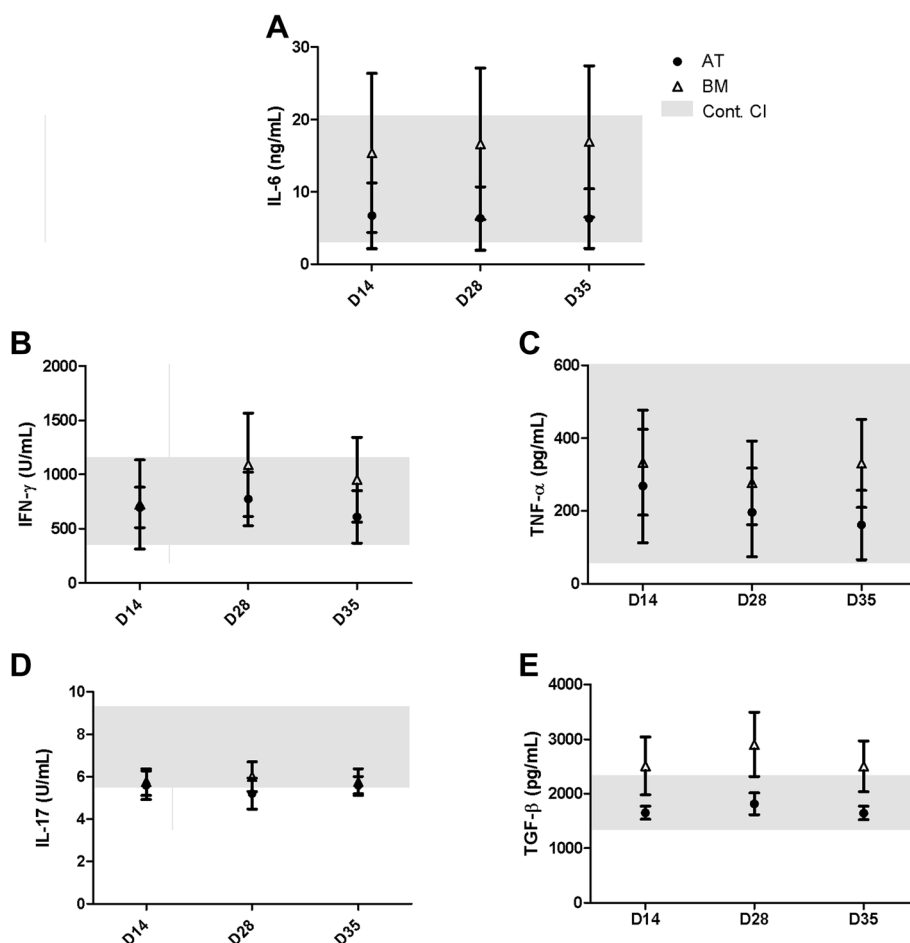 A
IL-6 (ng/mL)
30
20
10
0
D14
D28
D35
AT
BM
Cont. CI
B
IFN-γ (U/mL)
2000
1500
1000
500
0
D14
D28
D35
C
TNF-α (pg/mL)
600
400
200
0
D14
D28
D35
D
IL-17 (U/mL)
10
8
6
4
2
0
D14
D28
D35
E
TGF-β (pg/mL)
4000
3000
2000
1000
0
D14
D28
D35